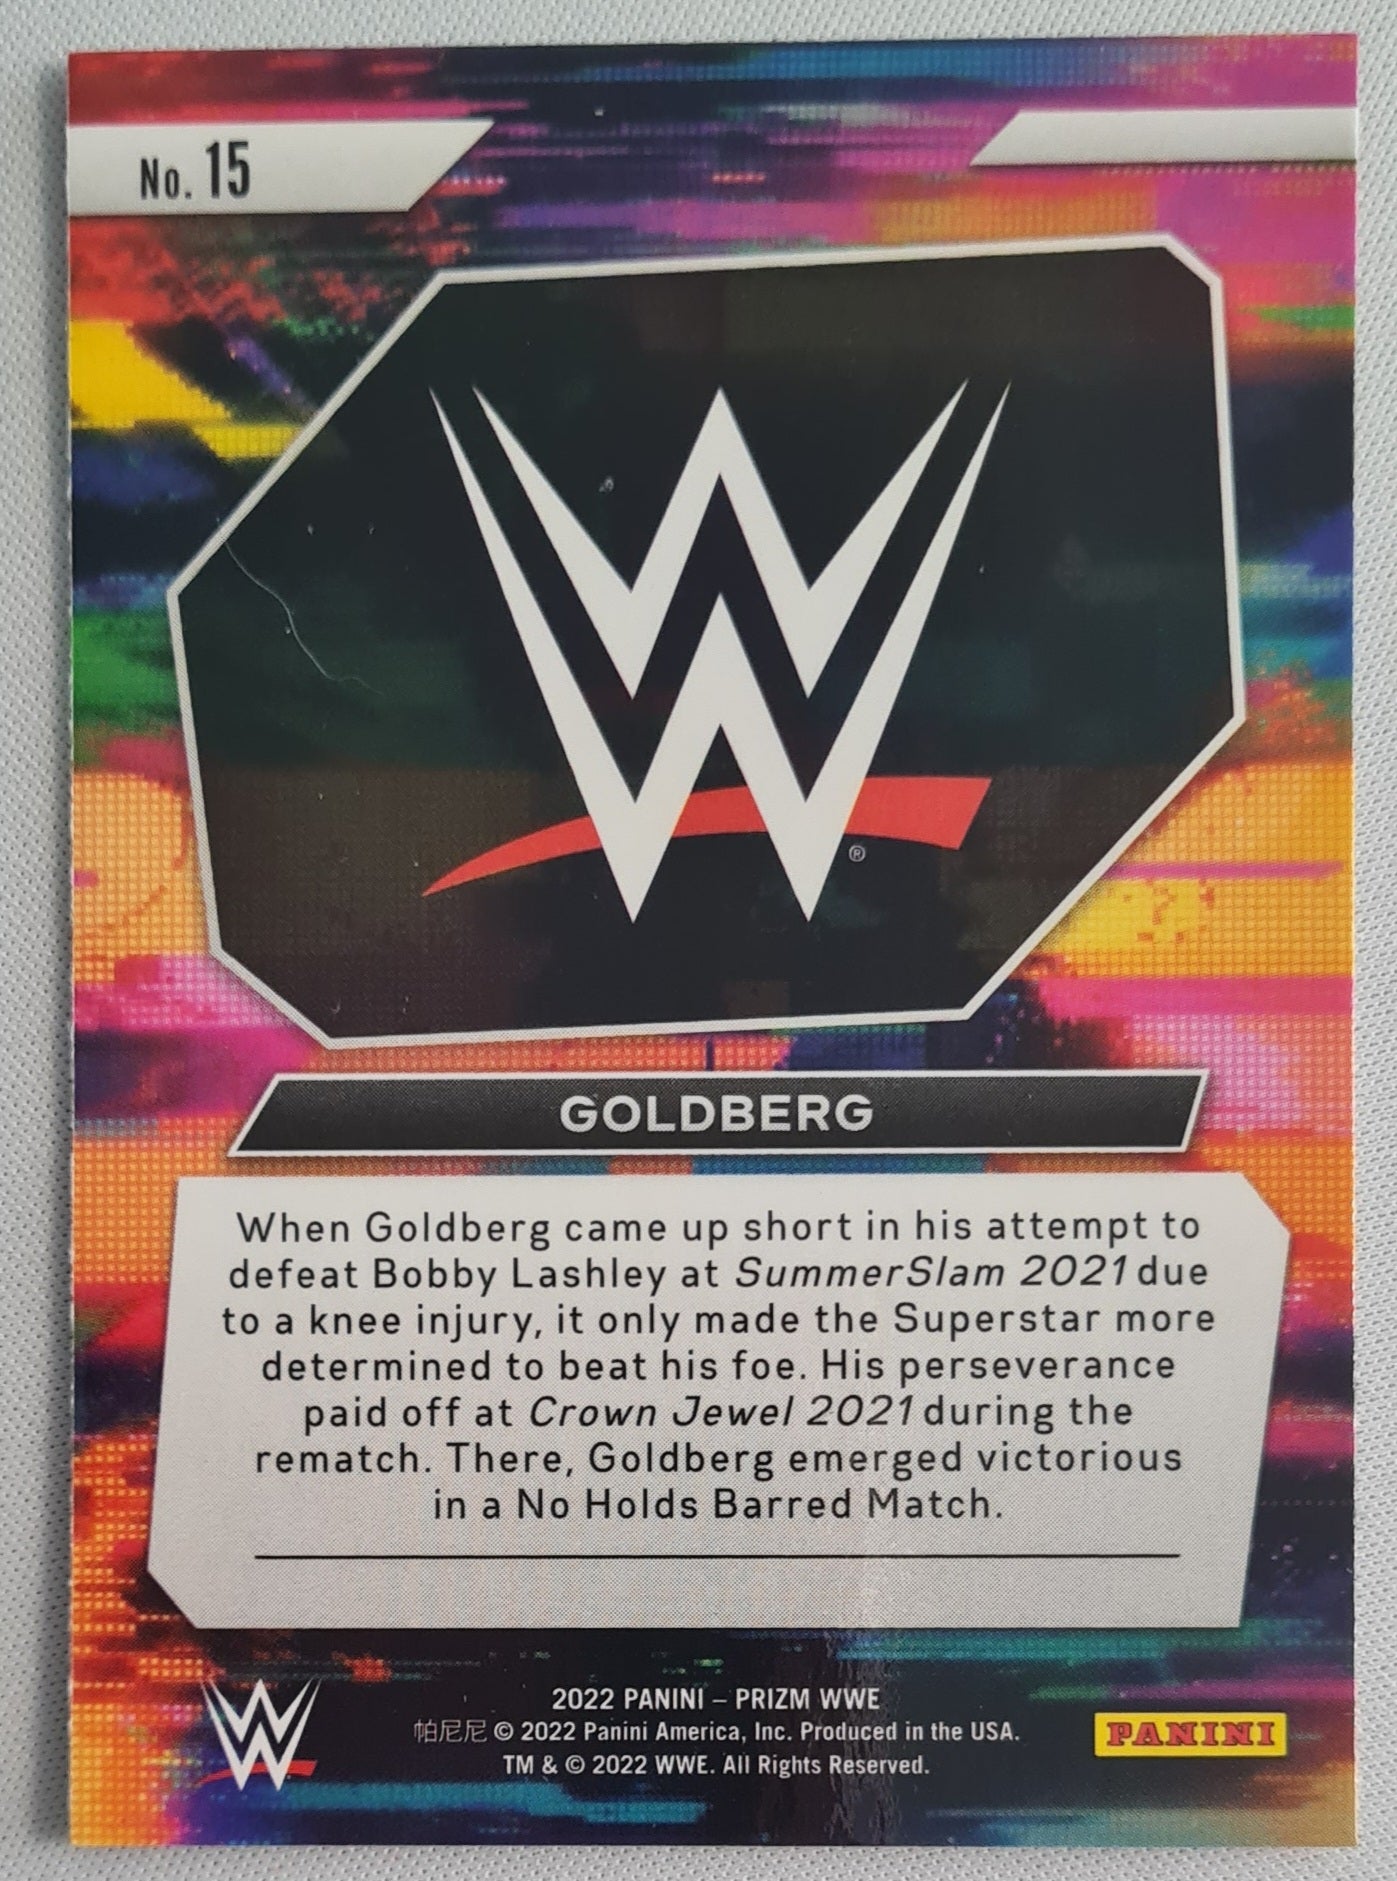 No. 15
W
®
GOLDBERG
When Goldberg came up short in his attempt to
defeat Bobby Lashley at SummerSlam 2021 due
to a knee injury, it only made the Superstar more
determined to beat his foe. His perseverance
paid off at Crown Jewel 2021 during the
rematch. There, Goldberg emerged victorious
in a No Holds Barred Match.
W
2022 PANINI – PRIZM WWE
帕尼尼 © 2022 Panini America, Inc. Produced in the USA.
TM & © 2022 WWE. All Rights Reserved.
PANINI